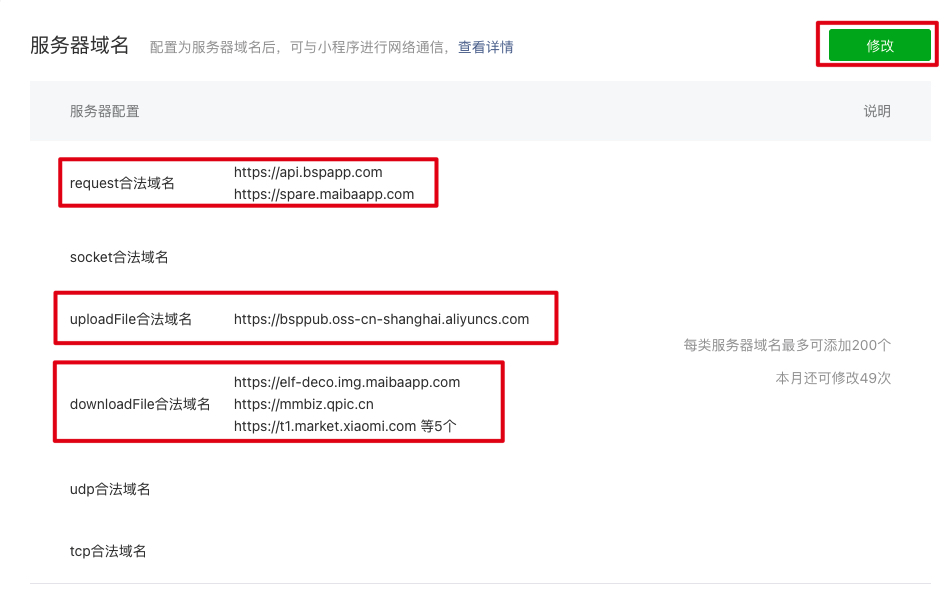 服务器域名 配置为服务器域名后，可与小程序进行网络通信，查看详情 修改
服务器配置 说明
request合法域名 https://api.bspapp.com
https://spare.maibaapp.com
socket合法域名
uploadFile合法域名 https://bsppub.oss-cn-shanghai.aliyuncs.com
每类服务器域名最多可添加200个
本月还可修改49次
downloadFile合法域名 https://elf-deco.img.maibaapp.com
https://mmbiz.qpic.cn
https://t1.market.xiaomi.com 等5个
udp合法域名
tcp合法域名